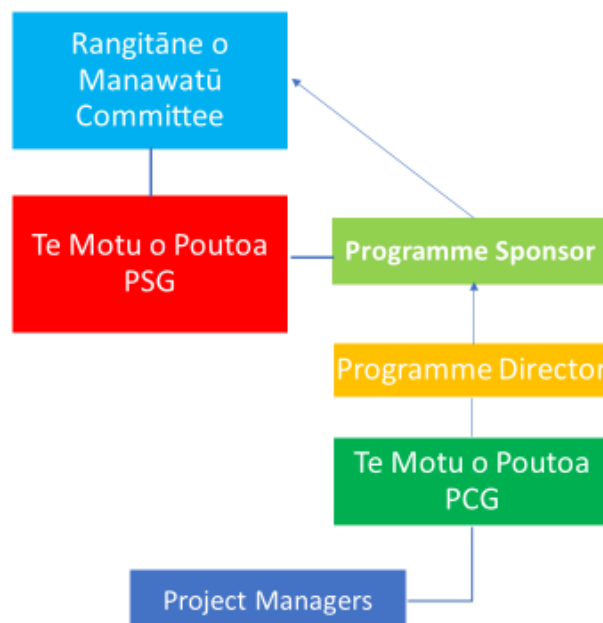 Rangitāne o
Manawatū
Committee
Te Motu o Poutoa
PSG
Programme Sponsor
Programme Director
Te Motu o Poutoa
PCG
Project Managers